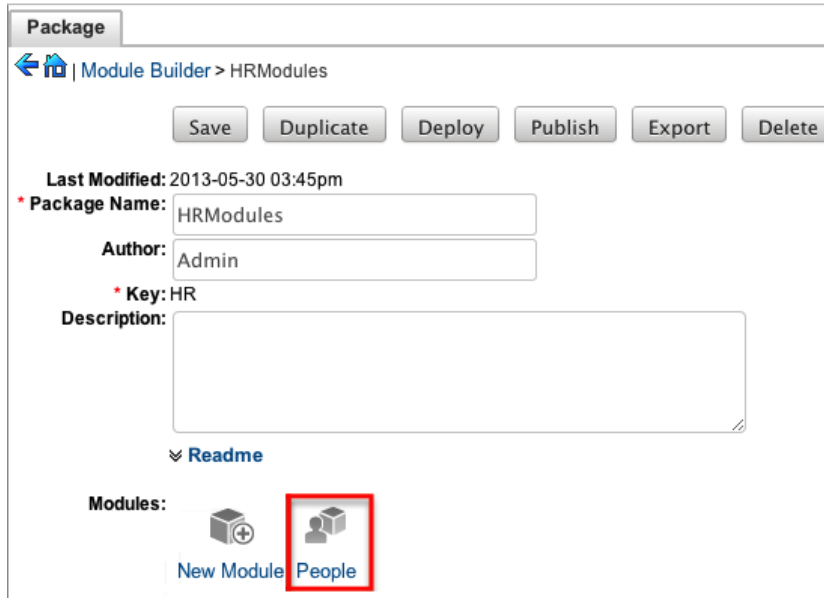 Package
| Module Builder > HRModules
Save Duplicate Deploy Publish Export Delete
Last Modified: 2013-05-30 03:45pm
* Package Name: HRModules
Author: Admin
* Key: HR
Description:
Readme
Modules:
New Module People